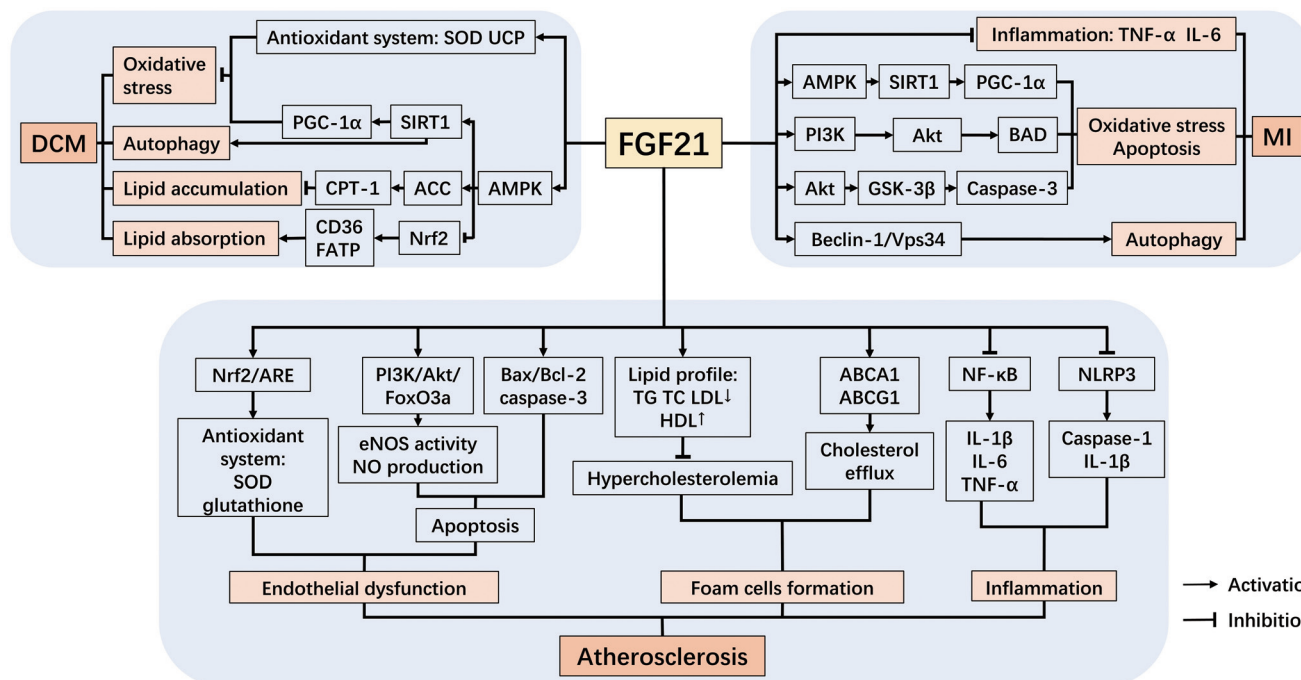 Antioxidant system: SOD UCP
Oxidative
stress
PGC-1α
SIRT1
DCM
Autophagy
Lipid accumulation
CPT-1
ACC
AMPK
Lipid absorption
CD36
FATP
Nrf2
FGF21
Inflammation: TNF-α IL-6
AMPK
SIRT1
PGC-1α
PI3K
Akt
BAD
Oxidative stress
Apoptosis
MI
Akt
GSK-3β
Caspase-3
Beclin-1/Vps34
Autophagy
Nrf2/ARE
Antioxidant
system:
SOD
glutathione
PI3K/Akt/
FoxO3a
eNOS activity
NO production
Bax/Bcl-2
caspase-3
Apoptosis
Lipid profile:
TG TC LDL↓
HDL↑
Hypercholesterolemia
ABCA1
ABCG1
Cholesterol
efflux
NF-κB
IL-1β
IL-6
TNF-α
NLRP3
Caspase-1
IL-1β
Endothelial dysfunction
Foam cells formation
Inflammation
Atherosclerosis
Activatio
Inhibitio